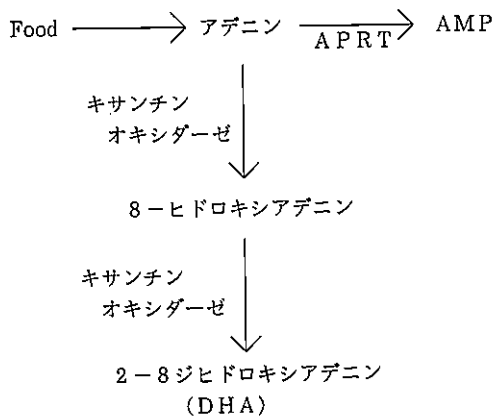 Food アデニン APRT AMP
キサンチン
オキシダーゼ
8-ヒドロキシアデニン
キサンチン
オキシダーゼ
2-8ジヒドロキシアデニン
(DHA)